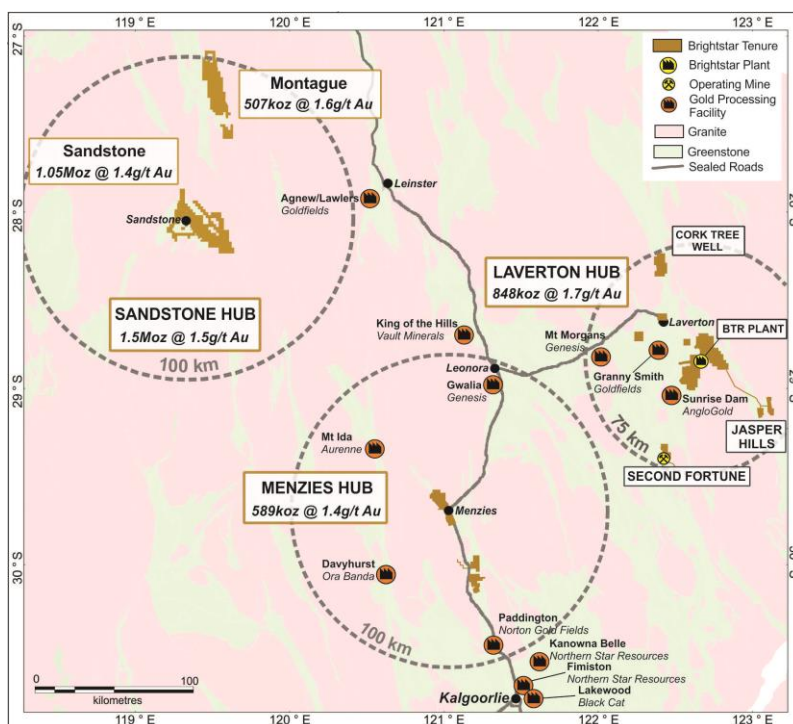 119 ° E
120 ° E
121 ° E
122 ° E
123 ° E
27 ° S
28 ° S
29 ° S
30 ° S
Brightstar Tenure
Brightstar Plant
Operating Mine
Gold Processing
Facility
Granite
Greenstone
Sealed Roads
Montague
507koz @ 1.6g/t Au
Sandstone
1.05Moz @ 1.4g/t Au
Sandstone
SANDSTONE HUB
1.5Moz @ 1.5g/t Au
100 km
Leinster
Agnew/Lawlers
Goldfields
CORK TREE
WELL
LAVERTON HUB
848koz @ 1.7g/t Au
Laverton
King of the Hills
Vault Minerals
Mt Morgans
Genesis
BTR PLANT
Leonora
Granny Smith
Goldfields
Gwalia
Genesis
Sunrise Dam
AngloGold
JASPER
HILLS
75 km
SECOND FORTUNE
Mt Ida
Aurenne
MENZIES HUB
589koz @ 1.4g/t Au
Menzies
Davyhurst
Ora Banda
100 km
Paddington
Norton Gold Fields
Kanowna Belle
Northern Star Resources
Fimiston
Northern Star Resources
Kalgoorlie
Lakewood
Black Cat
0
100
kilometres
119 ° E
120 ° E
121 ° E
122 ° E
123 ° E